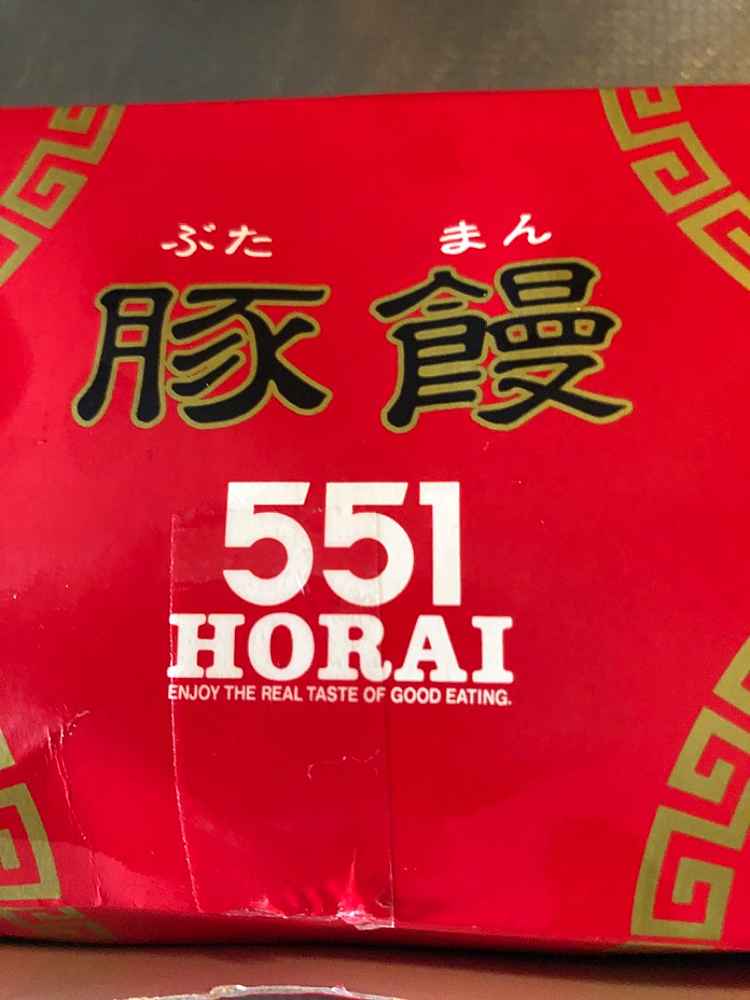 ぶた まん
豚饅
551
HORAI
ENJOY THE REAL TASTE OF GOOD EATING.